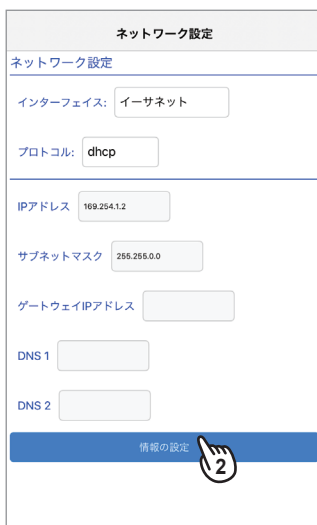 ネットワーク設定
ネットワーク設定
インターフェイス: イーサネット
プロトコル: dhcp
IPアドレス 169.254.1.2
サブネットマスク 255.255.0.0
ゲートウェイIPアドレス
DNS 1
DNS 2
情報の設定
2